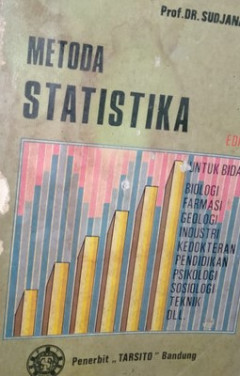 Prof.DR. SUDJANA
METODA
STATISTIKA
UNTUK
BIOLOGI
FARMASI
GEOLOGI
INDUSTRI
KEDOKTERAN
PENDIDIKAN
PSIKOLOGI
SOSIOLOGI
TEKNIK
DLL.
Penerbit „TARSITO" Bandung